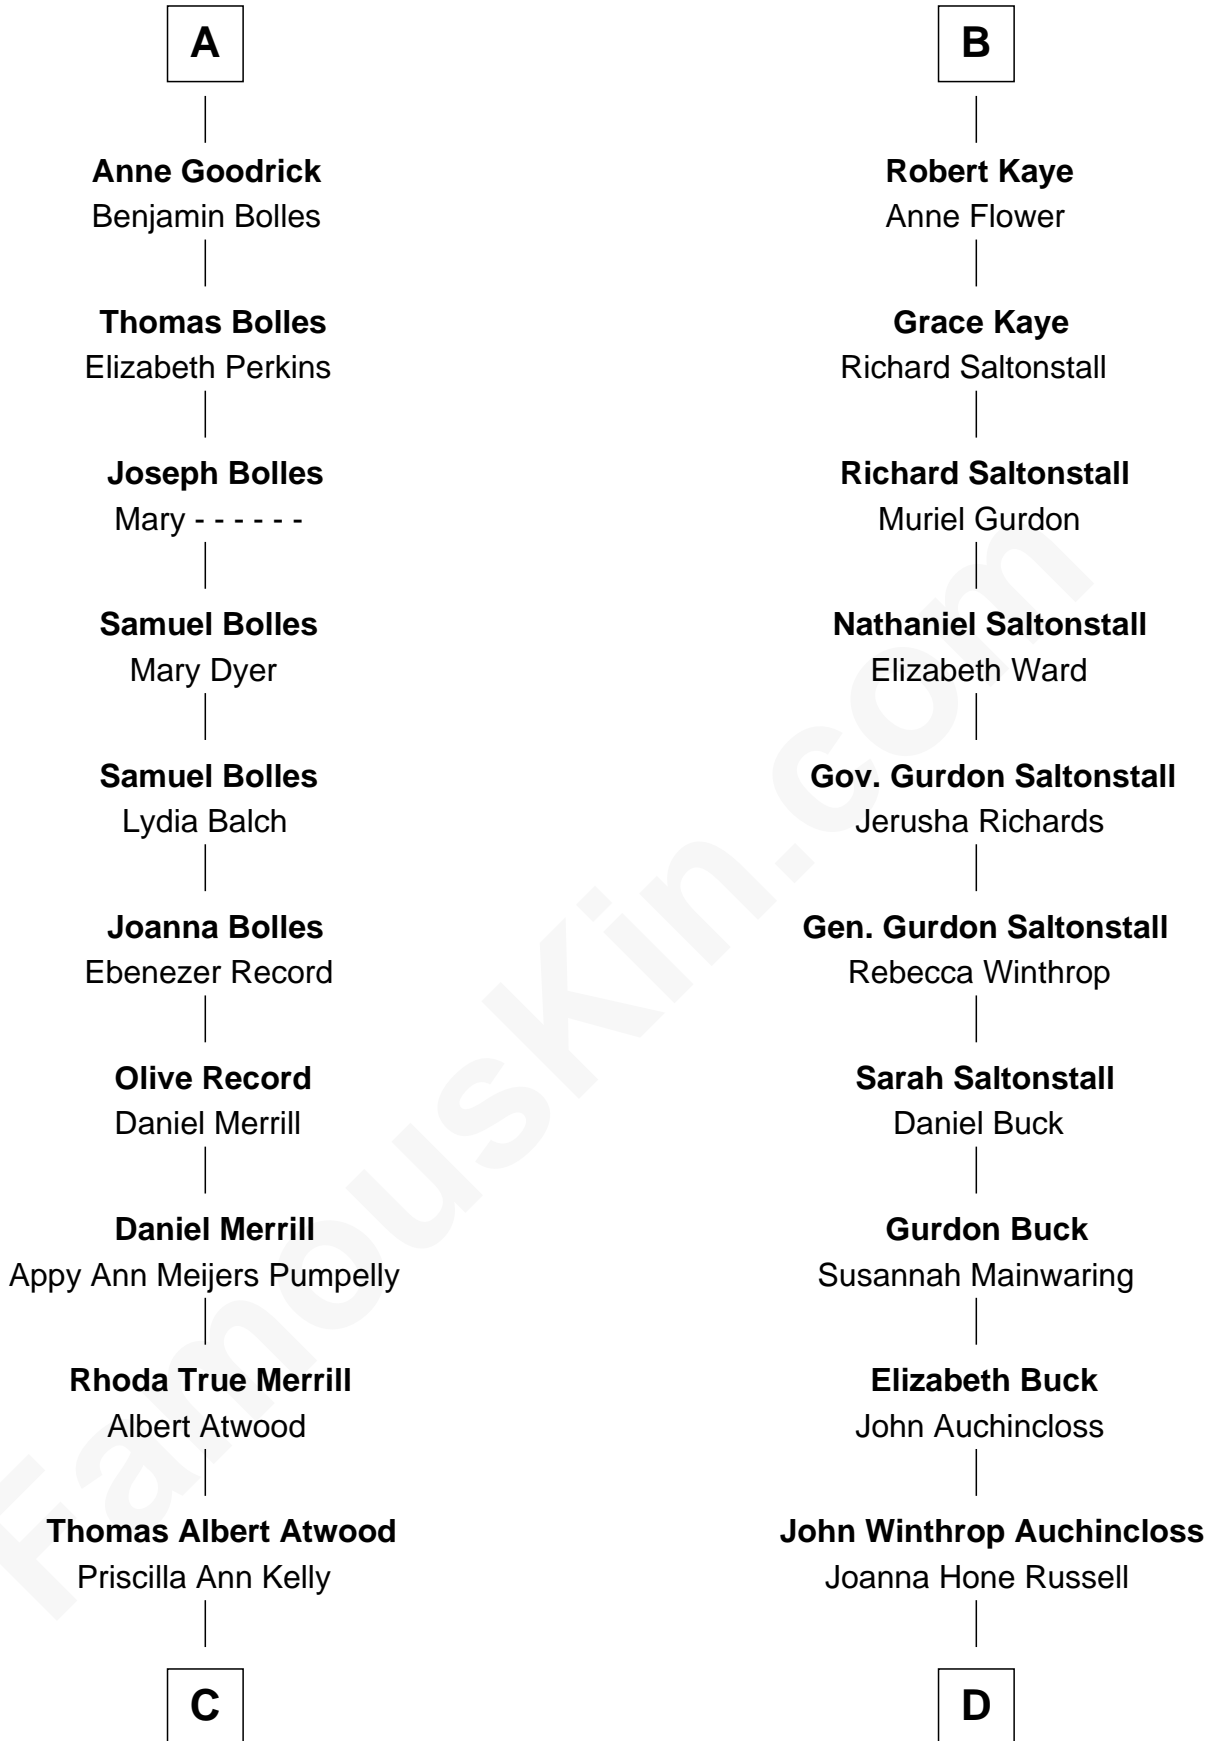 A
Anne Goodrick
Benjamin Bolles
Thomas Bolles
Elizabeth Perkins
Joseph Bolles
Mary - - - - - -
Samuel Bolles
Mary Dyer
Samuel Bolles
Lydia Balch
Joanna Bolles
Ebenezer Record
Olive Record
Daniel Merrill
Daniel Merrill
Appy Ann Meijers Pumpelly
Rhoda True Merrill
Albert Atwood
Thomas Albert Atwood
Priscilla Ann Kelly
C
B
Robert Kaye
Anne Flower
Grace Kaye
Richard Saltonstall
Richard Saltonstall
Muriel Gurdon
Nathaniel Saltonstall
Elizabeth Ward
Gov. Gurdon Saltonstall
Jerusha Richards
Gen. Gurdon Saltonstall
Rebecca Winthrop
Sarah Saltonstall
Daniel Buck
Gurdon Buck
Susannah Mainwaring
Elizabeth Buck
John Auchincloss
John Winthrop Auchincloss
Joanna Hone Russell
D
FamousKin.com